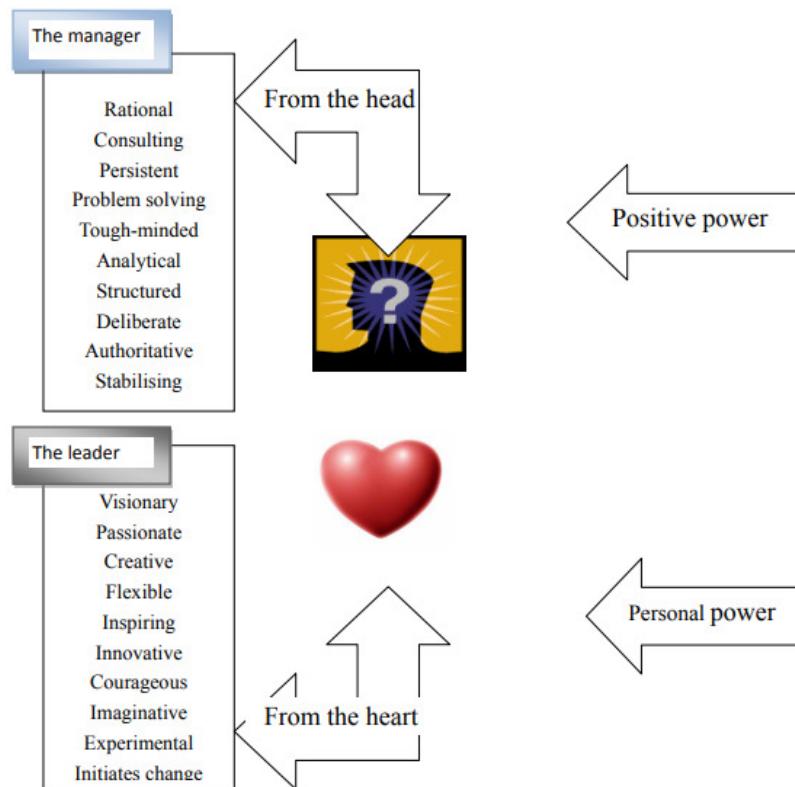 The manager
Rational
Consulting
Persistent
Problem solving
Tough-minded
Analytical
Structured
Deliberate
Authoritative
Stabilising
From the head
?
Positive power
The leader
Visionary
Passionate
Creative
Flexible
Inspiring
Innovative
Courageous
Imaginative
Experimental
Initiates change
From the heart
Personal power